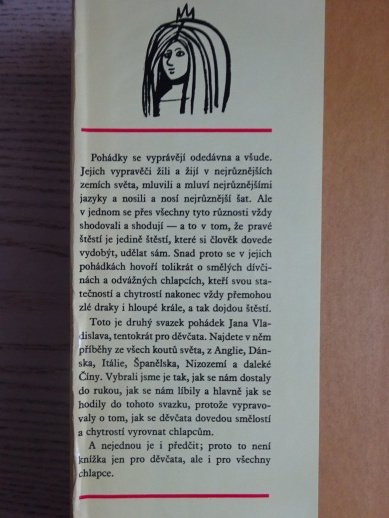 Pohádky se vyprávějí odedávna a všude.
Jejich vypravěči žili a žijí v nejrůznějších
zemích světa, mluvili a mluví nejrůznějšími
jazyky a nosili a nosí nejrůznější šat. Ale
v jednom se přes všechny tyto různosti vždy
shodovali a shodují — a to v tom, že pravé
štěstí je jedině štěstí, které si člověk dovede
vydobýt, udělat sám. Snad proto se v jejich
pohádkách hovoří tolikrát o smělých dívči-
nách a odvážných chlapcích, kteří svou sta-
tečností a chytrostí nakonec vždy přemohou
zlé draky i hloupé krále, a tak dojdou štěstí.
Toto je druhý svazek pohádek Jana Vla-
dislava, tentokrát pro děvčata. Najdete v něm
příběhy ze všech koutů světa, z Anglie, Dán-
ska, Itálie, Španělska, Nizozemí a daleké
Číny. Vybrali jsme je tak, jak se nám dostaly
do rukou, jak se nám líbily a hlavně jak se
hodily do tohoto svazku, protože vypravo-
valy o tom, jak se děvčata dovedou smělostí
a chytrostí vyrovnat chlapcům.
A nejednou je i předčit; proto to není
knížka jen pro děvčata, ale i pro všechny
chlapce.